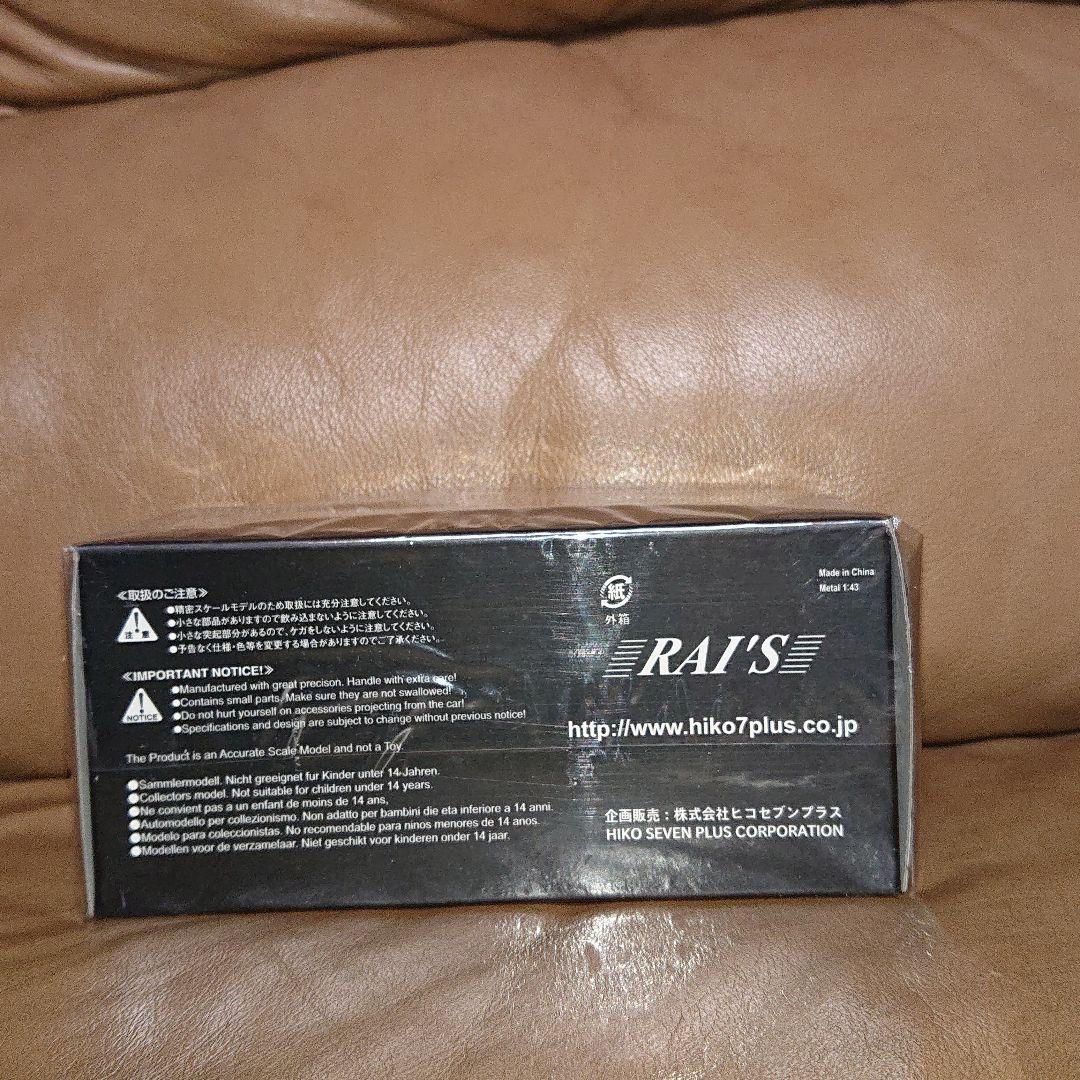 ≪取扱のご注意≫
注意
●精密スケールモデルのため取扱には充分注意してください。
●小さな部品がありますので飲み込まないように注意してください。
●小さな突起部分があるので、ケガをしないように注意してください。
●予告なく仕様・色等を変更する場合がありますのでご了承ください。
≪IMPORTANT NOTICE!≫
NOTICE
●Manufactured with great precison. Handle with extra care!
●Contains small parts. Make sure they are not swallowed!
●Do not hurt yourself on accessories projecting from the car!
●Specifications and design are subject to change without previous notice!
The Product is an Accurate Scale Model and not a Toy.
●Sammlermodell. Nicht greeignet fur Kinder unter 14 Jahren.
●Collectors model. Not suitable for children under 14 years.
●Ne convient pas a un enfant de moins de 14 ans,
●Automodello per collezionismo. Non adatto per bambini die eta inferiore a 14 anni.
●Modelo para coleccionistas. No recomendable para ninos menores de 14 anos.
●Modellen voor de verzamelaar. Niet geschikt voor kinderen onder 14 jaar.
紙
外箱
Made in China
Metal 1:43
RAI'S
http://www.hiko7plus.co.jp
企画販売：株式会社ヒコセブンプラス
HIKO SEVEN PLUS CORPORATION